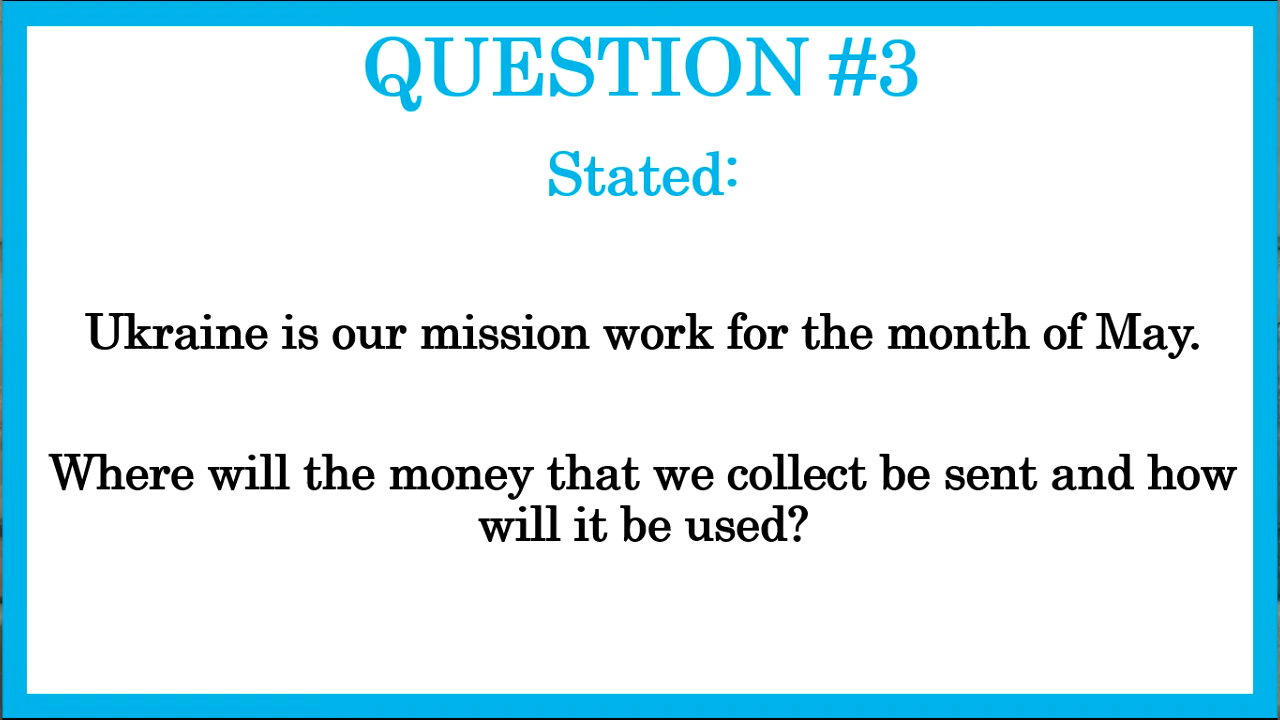 QUESTION #3
Stated:
Ukraine is our mission work for the month of May.
Where will the money that we collect be sent and how
will it be used?